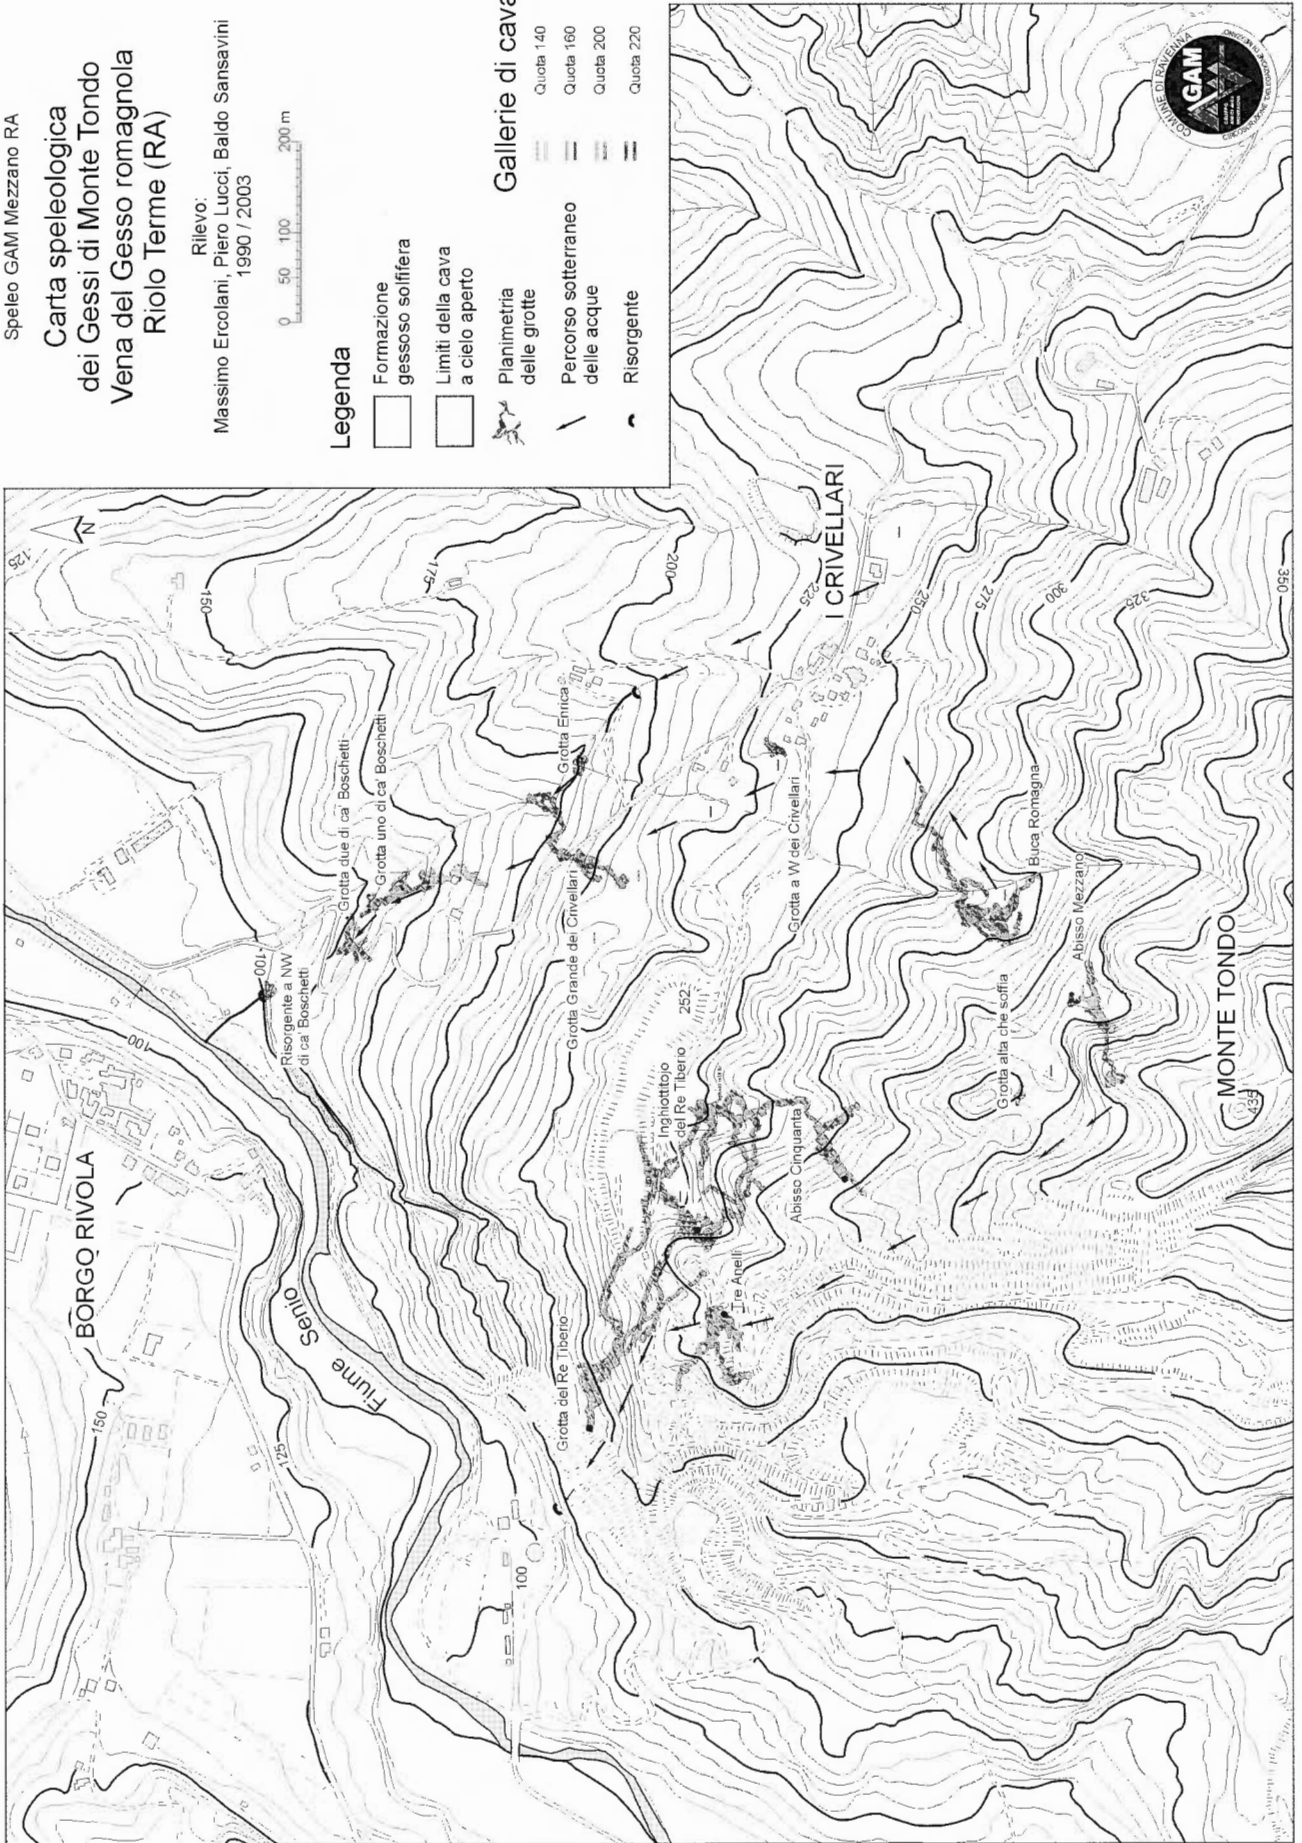 Speleo GAM Mezzano RA
Carta speleologica
dei Gessi di Monte Tondo
Vena del Gesso romagnola
Riolo Terme (RA)
Rilevo:
Massimo Ercolani, Piero Lucci, Baldo Sansavini
1990 / 2003
0 50 100 200 m
Legenda
Formazione
gessoso solfifera
Limiti della cava
a cielo aperto
Planimetria
delle grotte
Percorso sotterraneo
delle acque
Risorgente
Gallerie di cava
Quota 140
Quota 160
Quota 200
Quota 220
COMUNE DI RAVENNA
GAM
N
BORGO RIVOLA
Fiume Senio
I CRIVELLARI
MONTE TONDO
Grotta due di ca' Boschetti
Grotta uno di ca' Boschetti
Risorgente a NW
di ca' Boschetti
Grotta Enrica
Grotta Grande dei Crivellari
Grotta a W dei Crivellari
Buca Romagna
Abisso Mezzano
Grotta alta che soffia
Inghiottitojo
del Re Tiberio
Abisso Cinquanta
Tre Anelli
Grotta del Re Tiberio
125
150
175
200
225
250
275
300
325
350
100
100
150
125
100
252
435